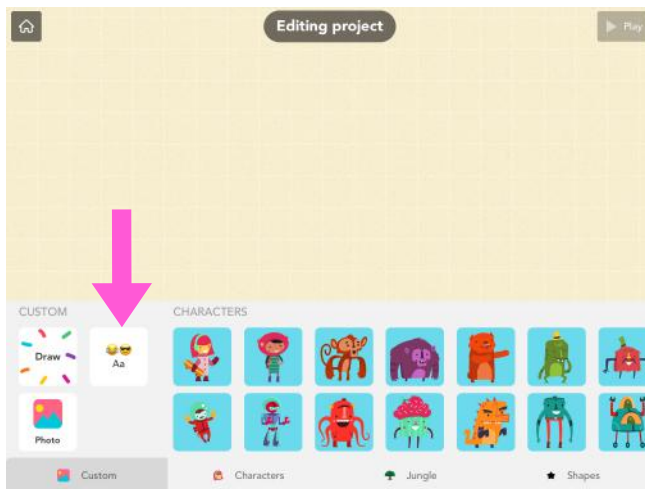 Editing project
Play
CUSTOM
CHARACTERS
Draw
Aa
Photo
Custom
Characters
Jungle
Shapes